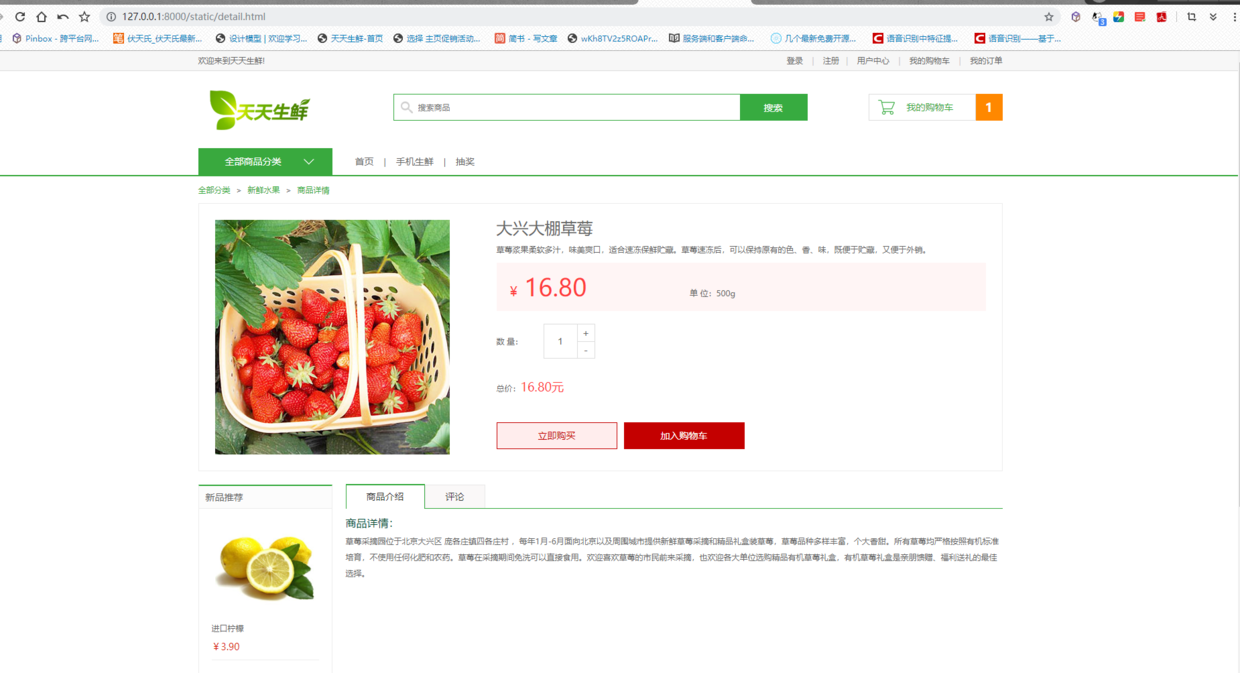 127.0.0.1:8000/static/detail.html
Pinbox - 跨平台网... 伏天氏_伏天氏最新... 设计模型 | 欢迎学习... 天天生鲜-首页 选择 主页促销活动... 简书 - 写文章 wKh8TV2z5ROAPr... 服务端和客户端命... 几个最新免费开源... 语音识别中特征提... 语音识别——基于...
欢迎来到天天生鲜! 登录 | 注册 | 用户中心 | 我的购物车 | 我的订单
天天生鲜 搜索商品 搜索 我的购物车 1
全部商品分类 首页 | 手机生鲜 | 抽奖
全部分类 > 新鲜水果 > 商品详情
大兴大棚草莓
草莓浆果柔软多汁，味美爽口，适合速冻保鲜贮藏。草莓速冻后，可以保持原有的色、香、味，既便于贮藏，又便于外销。
¥ 16.80 单 位：500g
数 量： 1 +
-
总价：16.80元
立即购买 加入购物车
新品推荐 商品介绍 评论
商品详情：
草莓采摘园位于北京大兴区 庞各庄镇四各庄村 ，每年1月-6月面向北京以及周围城市提供新鲜草莓采摘和精品礼盒装草莓，草莓品种多样丰富，个大香甜。所有草莓均严格按照有机标准
培育，不使用任何化肥和农药。草莓在采摘期间免洗可以直接食用。欢迎喜欢草莓的市民前来采摘，也欢迎各大单位选购精品有机草莓礼盒，有机草莓礼盒是亲朋馈赠、福利送礼的最佳
选择。
进口柠檬
¥ 3.90